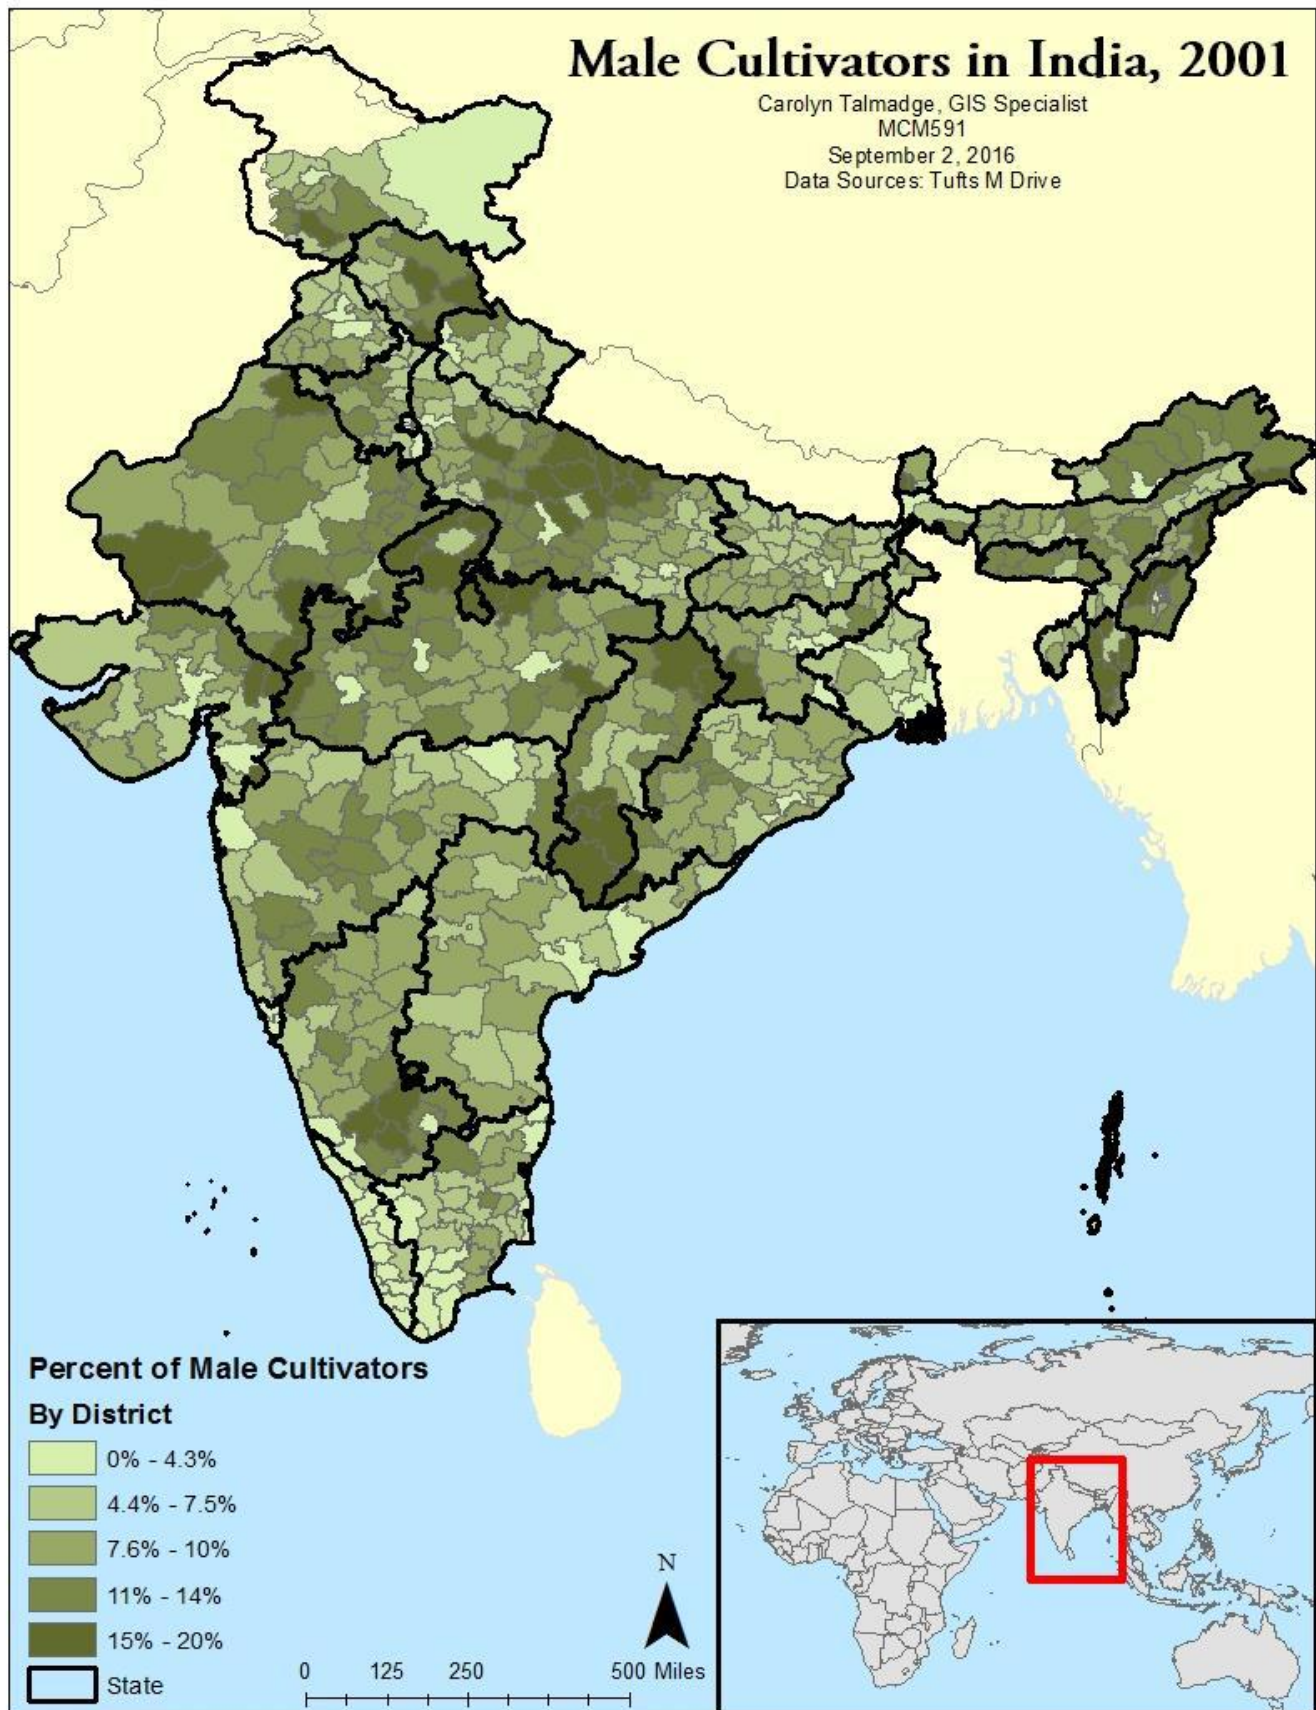 Male Cultivators in India, 2001
Carolyn Talmadge, GIS Specialist
MCM591
September 2, 2016
Data Sources: Tufts M Drive
Percent of Male Cultivators
By District
0% - 4.3%
4.4% - 7.5%
7.6% - 10%
11% - 14%
15% - 20%
State
N
0 125 250 500 Miles